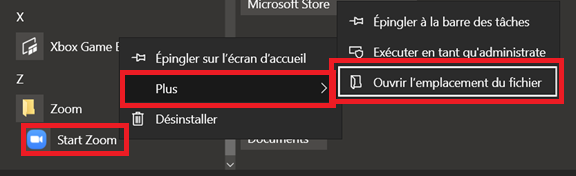 X
Xbox Game B
Z
Zoom
Start Zoom
Épingler sur l'écran d'accueil
Plus
Désinstaller
Microsoft Store
Documents
Épingler à la barre des tâches
Exécuter en tant qu'administrate
Ouvrir l'emplacement du fichier